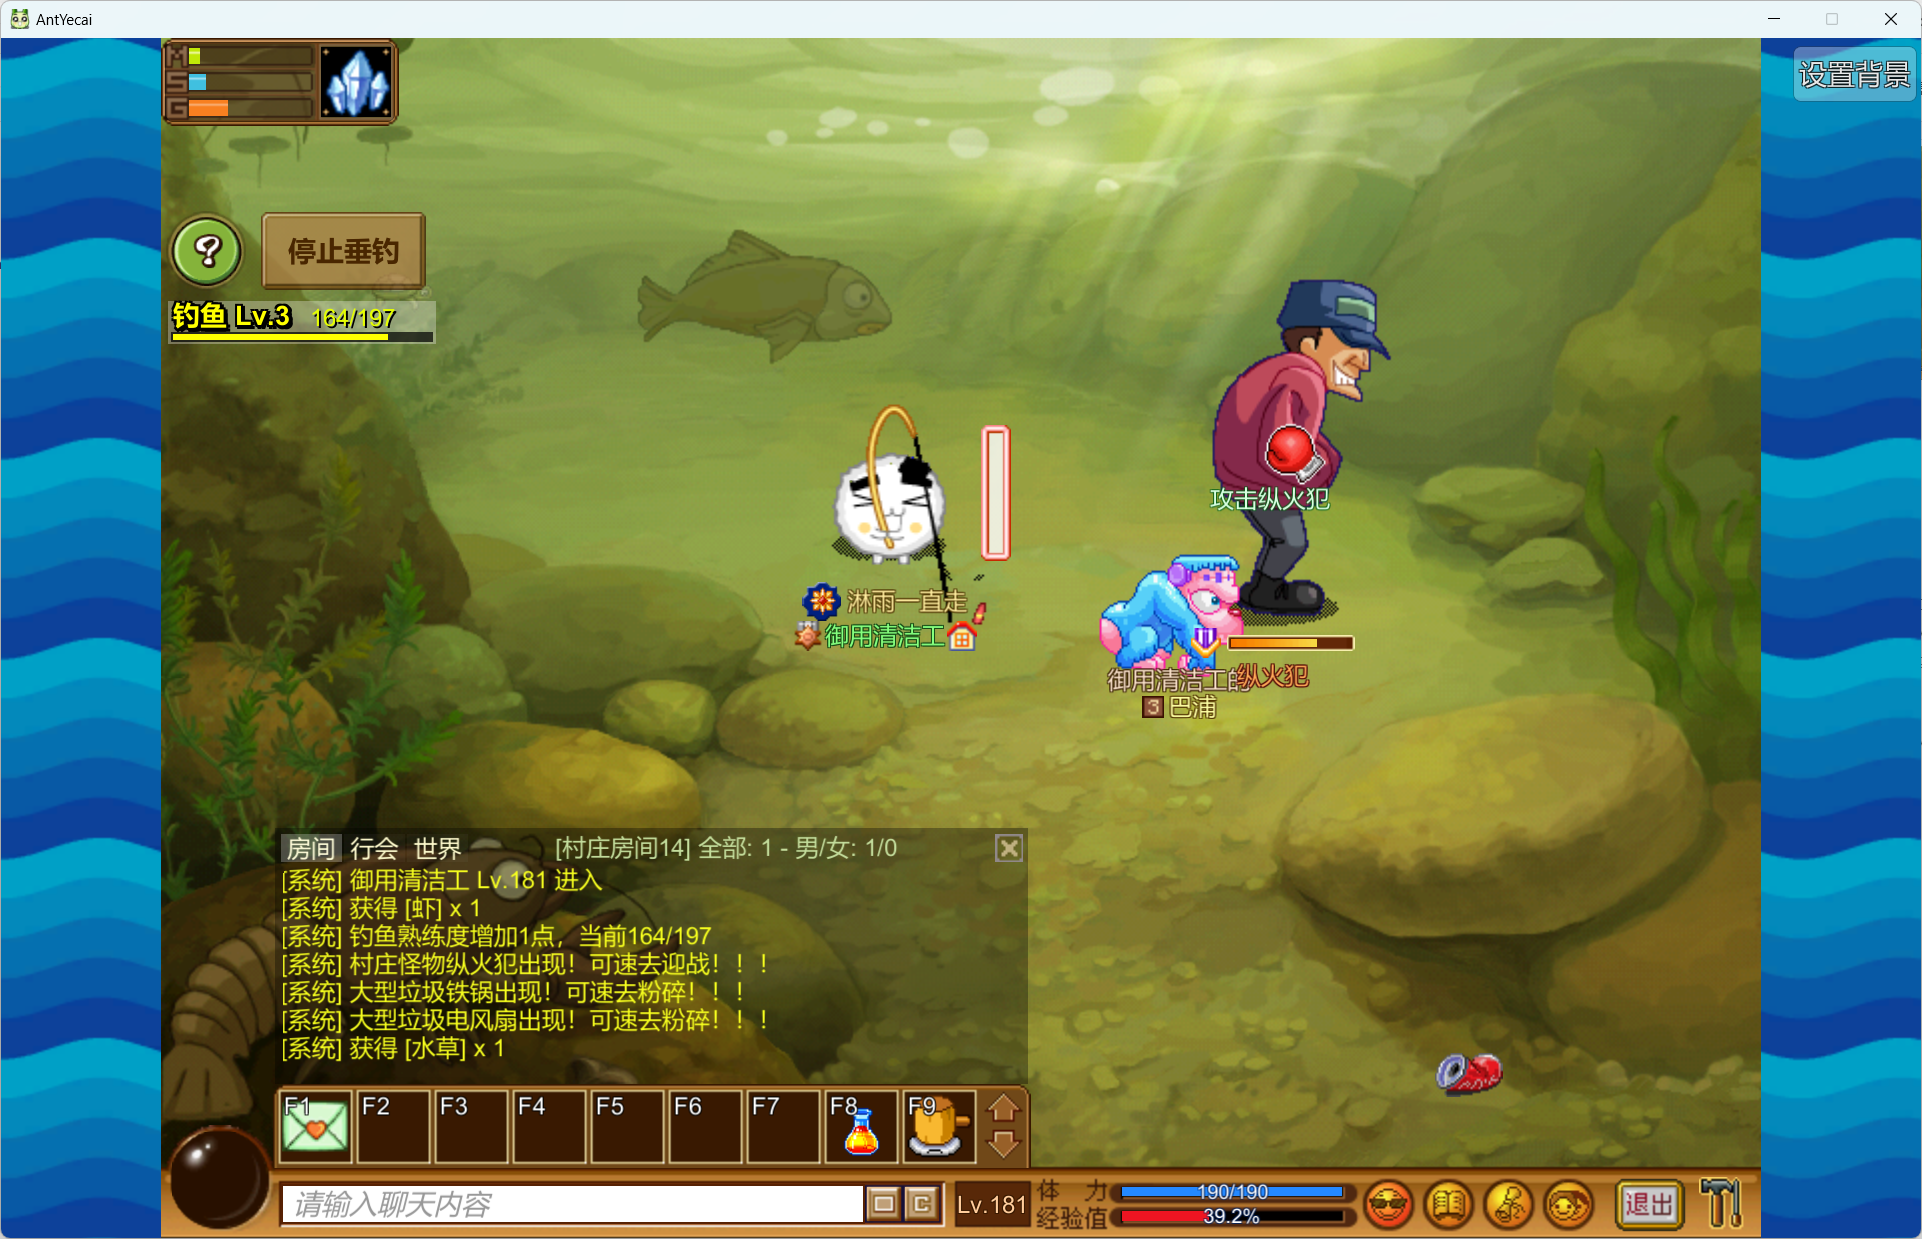 AntYecai
设置背景
M
S
G
?
停止垂钓
钓鱼 Lv.3 164/197
攻击纵火犯
淋雨一直走
御用清洁工
御用清洁工的
纵火犯
3 巴浦
房间 行会 世界 [村庄房间14] 全部: 1 - 男/女: 1/0
[系统] 御用清洁工 Lv.181 进入
[系统] 获得 [虾] x 1
[系统] 钓鱼熟练度增加1点，当前164/197
[系统] 村庄怪物纵火犯出现！可速去迎战！！！
[系统] 大型垃圾铁锅出现！可速去粉碎！！！
[系统] 大型垃圾电风扇出现！可速去粉碎！！！
[系统] 获得 [水草] x 1
F1 F2 F3 F4 F5 F6 F7 F8 F9
请输入聊天内容
C
Lv.181
体 力 190/190
经验值 39.2%
退出